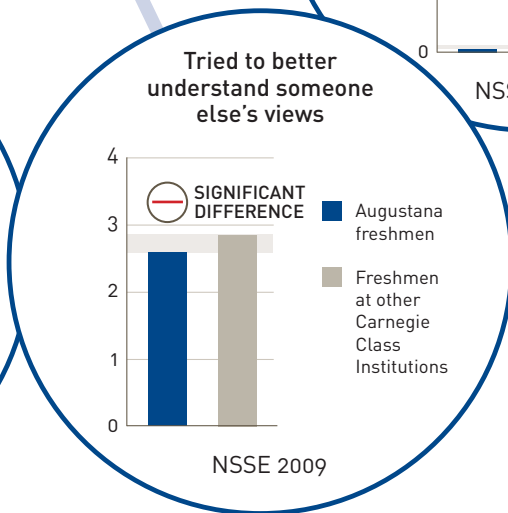 0
NSS
Tried to better
understand someone
else's views
4
SIGNIFICANT
DIFFERENCE
3
2
1
0
Augustana
freshmen
Freshmen
at other
Carnegie
Class
Institutions
NSSE 2009